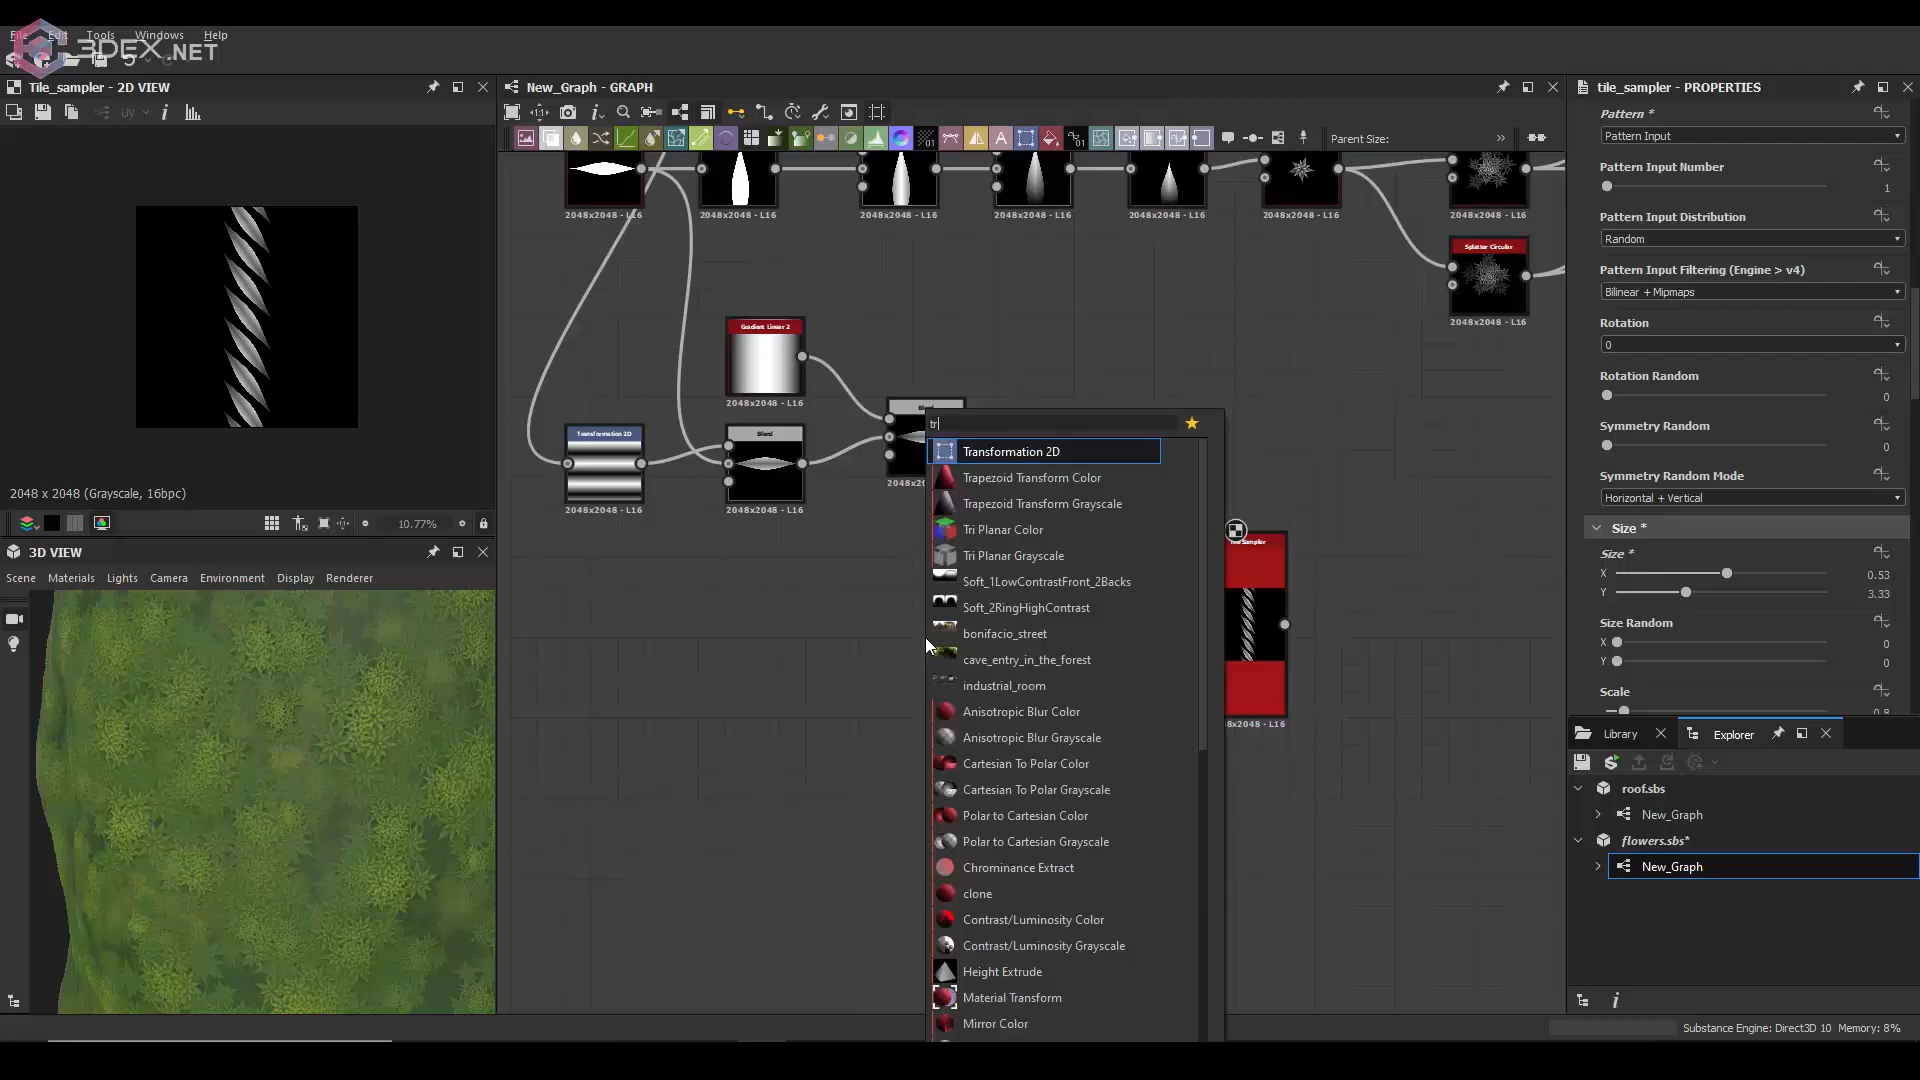 File Edit Tools Windows Help
3DEX.NET
Tile_sampler - 2D VIEW
UV
2048 x 2048 (Grayscale, 16bpc)
10.77%
3D VIEW
Scene Materials Lights Camera Environment Display Renderer
New_Graph - GRAPH
Parent Size:
2048x2048 - L16
2048x2048 - L16
2048x2048 - L16
2048x2048 - L16
2048x2048 - L16
2048x2048 - L16
2048x2048 - L16
Splatter Circular
2048x2048 - L16
Gradient Linear 2
2048x2048 - L16
Transformation 2D
2048x2048 - L16
Blend
2048x2048 - L16
tr
Transformation 2D
Trapezoid Transform Color
Trapezoid Transform Grayscale
Tri Planar Color
Tri Planar Grayscale
Soft_1LowContrastFront_2Backs
Soft_2RingHighContrast
bonifacio_street
cave_entry_in_the_forest
industrial_room
Anisotropic Blur Color
Anisotropic Blur Grayscale
Cartesian To Polar Color
Cartesian To Polar Grayscale
Polar to Cartesian Color
Polar to Cartesian Grayscale
Chrominance Extract
clone
Contrast/Luminosity Color
Contrast/Luminosity Grayscale
Height Extrude
Material Transform
Mirror Color
tile_sampler - PROPERTIES
Pattern *
Pattern Input
Pattern Input Number
1
Pattern Input Distribution
Random
Pattern Input Filtering (Engine > v4)
Bilinear + Mipmaps
Rotation
0
Rotation Random
0
Symmetry Random
0
Symmetry Random Mode
Horizontal + Vertical
Size *
Size *
X 0.53
Y 3.33
Size Random
X 0
Y 0
Scale
0.8
Library Explorer
roof.sbs
New_Graph
flowers.sbs*
New_Graph
Substance Engine: Direct3D 10 Memory: 8%